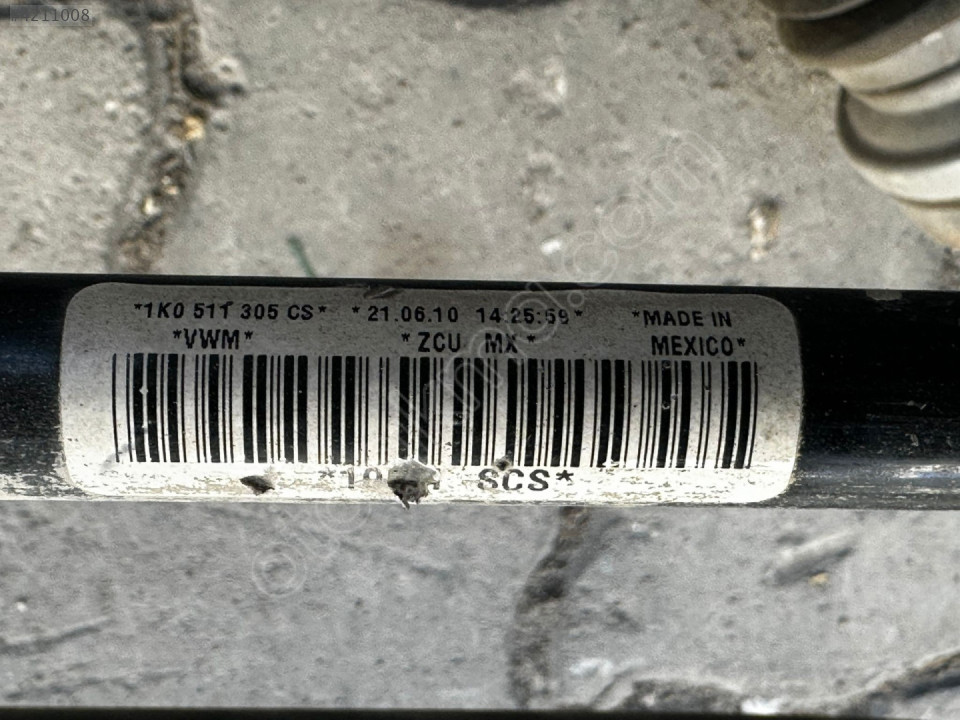 *1K0 511 305 CS* *21.06.10 14:25:59* *MADE IN
*VWM* *ZCU MX* MEXICO*
SCS*